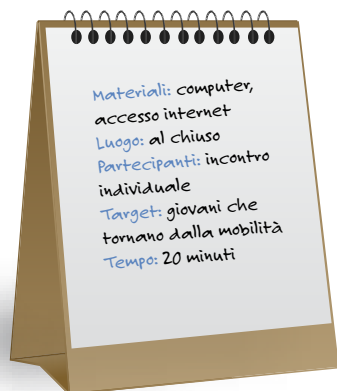 Materiali: computer,
accesso internet
Luogo: al chiuso
Partecipanti: incontro
individuale
Target: giovani che
tornano dalla mobilità
Tempo: 20 minuti